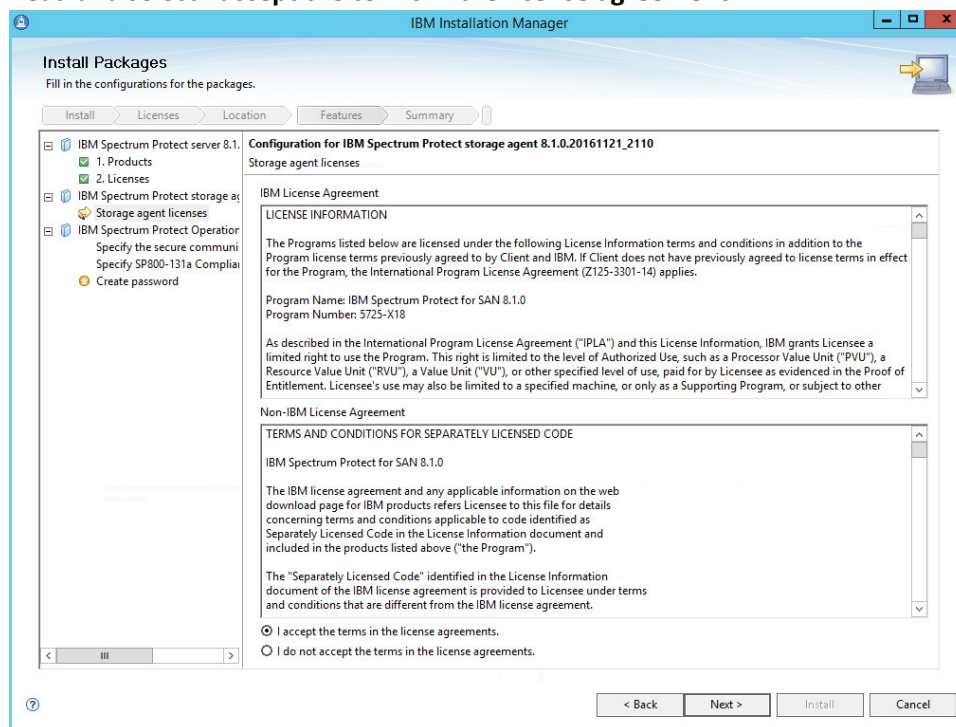 IBM Installation Manager
Install Packages
Fill in the configurations for the packages.
Install
Licenses
Location
Features
Summary
IBM Spectrum Protect server 8.1.
1. Products
2. Licenses
IBM Spectrum Protect storage ag
Storage agent licenses
IBM Spectrum Protect Operation
Specify the secure communi
Specify SP800-131a Complian
Create password
Configuration for IBM Spectrum Protect storage agent 8.1.0.20161121_2110
Storage agent licenses
IBM License Agreement
LICENSE INFORMATION
The Programs listed below are licensed under the following License Information terms and conditions in addition to the
Program license terms previously agreed to by Client and IBM. If Client does not have previously agreed to license terms in effect
for the Program, the International Program License Agreement (Z125-3301-14) applies.
Program Name: IBM Spectrum Protect for SAN 8.1.0
Program Number: 5725-X18
As described in the International Program License Agreement ("IPLA") and this License Information, IBM grants Licensee a
limited right to use the Program. This right is limited to the level of Authorized Use, such as a Processor Value Unit ("PVU"), a
Resource Value Unit ("RVU"), a Value Unit ("VU"), or other specified level of use, paid for by Licensee as evidenced in the Proof of
Entitlement. Licensee's use may also be limited to a specified machine, or only as a Supporting Program, or subject to other
Non-IBM License Agreement
TERMS AND CONDITIONS FOR SEPARATELY LICENSED CODE
IBM Spectrum Protect for SAN 8.1.0
The IBM license agreement and any applicable information on the web
download page for IBM products refers Licensee to this file for details
concerning terms and conditions applicable to code identified as
Separately Licensed Code in the License Information document and
included in the products listed above ("the Program").
The "Separately Licensed Code" identified in the License Information
document of the IBM license agreement is provided to Licensee under terms
and conditions that are different from the IBM license agreement.
I accept the terms in the license agreements.
I do not accept the terms in the license agreements.
< Back
Next >
Install
Cancel